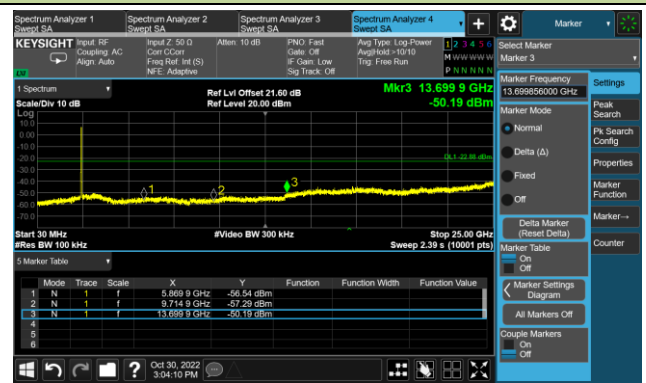 Spectrum Analyzer 1
Swept SA
Spectrum Analyzer 2
Swept SA
Spectrum Analyzer 3
Swept SA
Spectrum Analyzer 4
Swept SA
+
Marker
KEYSIGHT
Input: RF
Coupling: AC
Align: Auto
Input Z: 50 Ω
Corr CCorr
Freq Ref: Int (S)
NFE: Adaptive
Atten: 10 dB
PNO: Fast
Gate: Off
IF Gain: Low
Sig Track: Off
Avg Type: Log-Power
Avg|Hold:>10/10
Trig: Free Run
1 2 3 4 5 6
M W W W W W
P N N N N N
LXI
Select Marker
Marker 3
1 Spectrum
Scale/Div 10 dB
Ref Lvl Offset 21.60 dB
Ref Level 20.00 dBm
Mkr3 13.699 9 GHz
-50.19 dBm
Log
10.0
0.00
-10.0
-20.0
-30.0
-40.0
-50.0
-60.0
-70.0
DL1 -22.80 dBm
1
2
3
Start 30 MHz
#Res BW 100 kHz
#Video BW 300 kHz
Stop 25.00 GHz
Sweep 2.39 s (10001 pts)
5 Marker Table
Mode Trace Scale X Y Function Function Width Function Value
1 N 1 f 5.869 9 GHz -56.54 dBm
2 N 1 f 9.714 9 GHz -57.29 dBm
3 N 1 f 13.699 9 GHz -50.19 dBm
4
5
6
Marker Frequency
13.699856000 GHz
Marker Mode
Normal
Delta (Δ)
Fixed
Off
Delta Marker
(Reset Delta)
Marker Table
On
Off
Marker Settings
Diagram
All Markers Off
Couple Markers
On
Off
Settings
Peak
Search
Pk Search
Config
Properties
Marker
Function
Marker→
Counter
?
Oct 30, 2022
3:04:10 PM